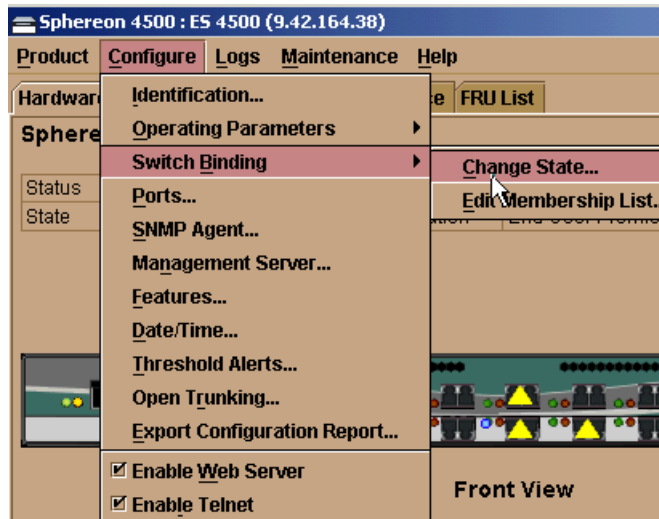 Sphereon 4500 : ES 4500 (9.42.164.38)
Product Configure Logs Maintenance Help
FRU List
Identification...
Operating Parameters
Switch Binding
Change State...
Edit Membership List.
Status
Ports...
State
SNMP Agent...
Management Server...
Features...
Date/Time...
Threshold Alerts...
Open Trunking...
Export Configuration Report...
Enable Web Server
Enable Telnet
Front View